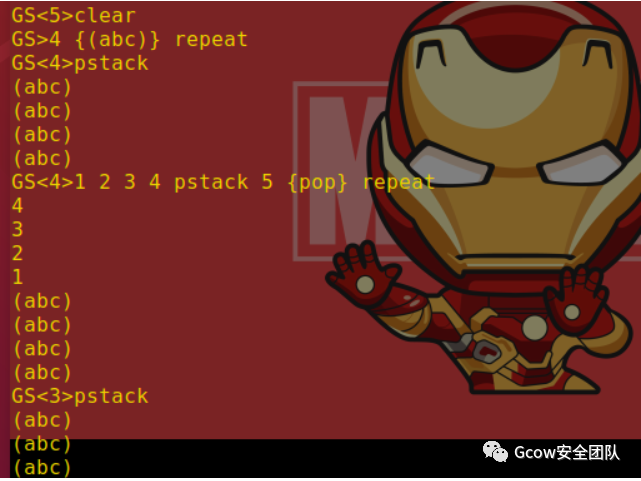 GS<5>clear
GS>4 {(abc)} repeat
GS<4>pstack
(abc)
(abc)
(abc)
(abc)
GS<4>1 2 3 4 pstack 5 {pop} repeat
4
3
2
1
(abc)
(abc)
(abc)
(abc)
GS<3>pstack
(abc)
(abc)
(abc)
Gcow安全团队